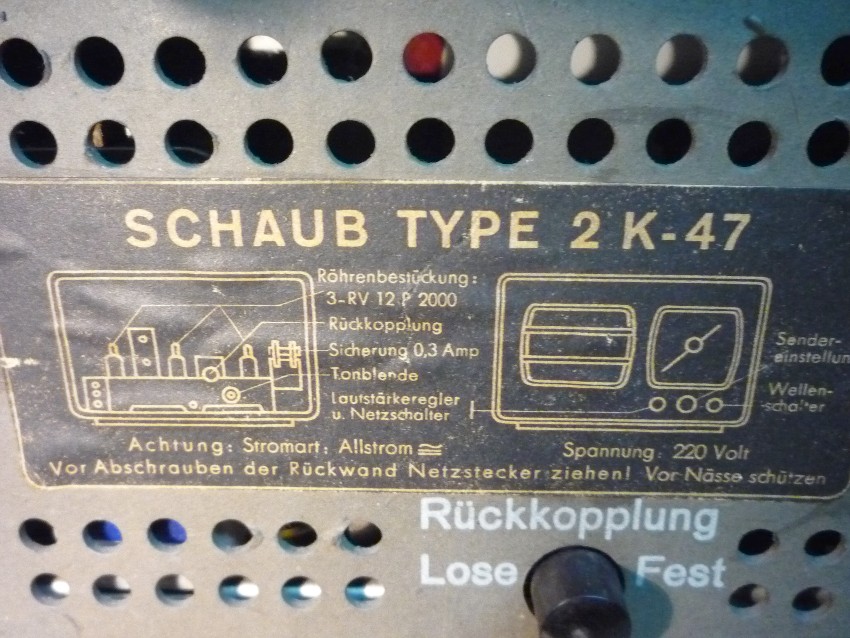 SCHAUB TYPE 2 K-47
Röhrenbestückung:
3-RV 12 P 2000
Rückkopplung
Sicherung 0,3 Amp
Tonblende
Lautstärkeregler
u. Netzschalter
Sender-
einstellun
Wellen-
schalter
Achtung: Stromart: Allstrom ≅ Spannung: 220 Volt
Vor Abschrauben der Rückwand Netzstecker ziehen! Vor Nässe schützen
Rückkopplung
Lose Fest